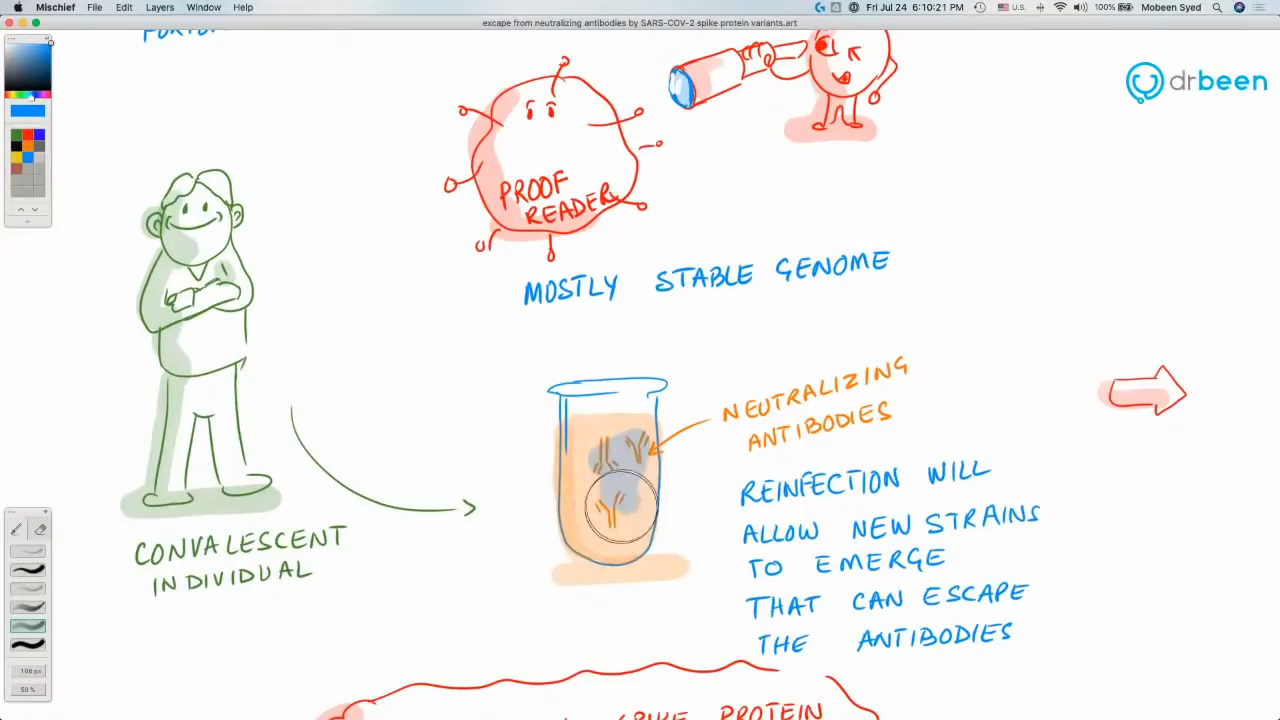 Mischief File Edit Layers Window Help
100% Fri Jul 24 6:10:21 PM U.S. 100% Mobeen Syed
excape from neutralizing antibodies by SARS-COV-2 spike protein variants.art
drbeen
PROOF
READER
MOSTLY STABLE GENOME
NEUTRALIZING
ANTIBODIES
REINFECTION WILL
ALLOW NEW STRAINS
TO EMERGE
THAT CAN ESCAPE
THE ANTIBODIES
CONVALESCENT
INDIVIDUAL
106 px
50 %
SPIKE PROTEIN